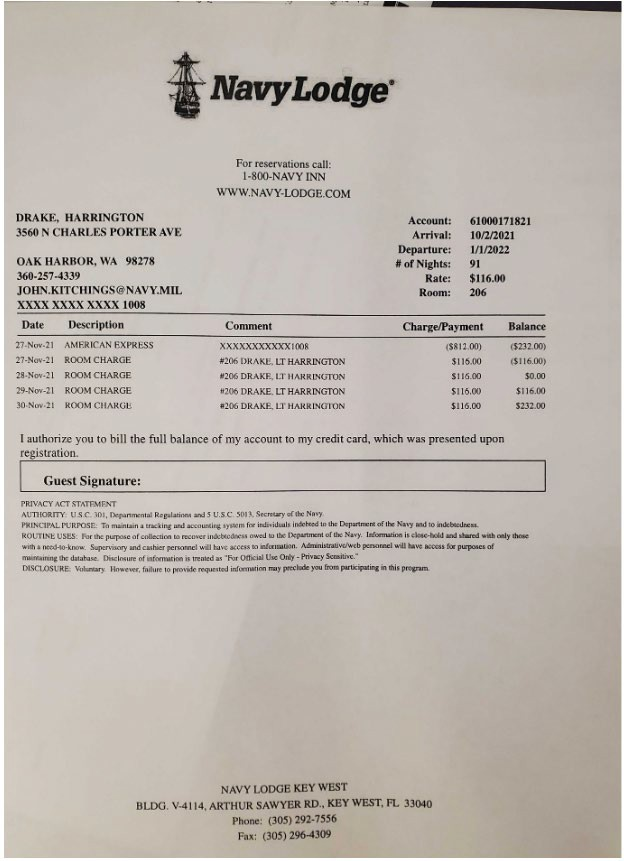 NavyLodge®
For reservations call:
1-800-NAVY INN
WWW.NAVY-LODGE.COM
DRAKE, HARRINGTON
3560 N CHARLES PORTER AVE
OAK HARBOR, WA 98278
360-257-4339
JOHN.KITCHINGS@NAVY.MIL
XXXX XXXX XXXX 1008
Account: 61000171821
Arrival: 10/2/2021
Departure: 1/1/2022
# of Nights: 91
Rate: $116.00
Room: 206
Date Description Comment Charge/Payment Balance
27-Nov-21 AMERICAN EXPRESS XXXXXXXXXXX1008 ($812.00) ($232.00)
27-Nov-21 ROOM CHARGE #206 DRAKE, LT HARRINGTON $116.00 ($116.00)
28-Nov-21 ROOM CHARGE #206 DRAKE, LT HARRINGTON $116.00 $0.00
29-Nov-21 ROOM CHARGE #206 DRAKE, LT HARRINGTON $116.00 $116.00
30-Nov-21 ROOM CHARGE #206 DRAKE, LT HARRINGTON $116.00 $232.00
I authorize you to bill the full balance of my account to my credit card, which was presented upon
registration.
Guest Signature:
PRIVACY ACT STATEMENT
AUTHORITY: U.S.C. 301, Departmental Regulations and 5 U.S.C. 5013, Secretary of the Navy.
PRINCIPAL PURPOSE: To maintain a tracking and accounting system for individuals indebted to the Department of the Navy and to indebtedness.
ROUTINE USES: For the purpose of collection to recover indebtedness owed to the Department of the Navy. Information is close-hold and shared with only those
with a need-to-know. Supervisory and cashier personnel will have access to information. Administrative/web personnel will have access for purposes of
maintaining the database. Disclosure of information is treated as "For Official Use Only - Privacy Sensitive."
DISCLOSURE: Voluntary. However, failure to provide requested information may preclude you from participating in this program.
NAVY LODGE KEY WEST
BLDG. V-4114, ARTHUR SAWYER RD., KEY WEST, FL 33040
Phone: (305) 292-7556
Fax: (305) 296-4309